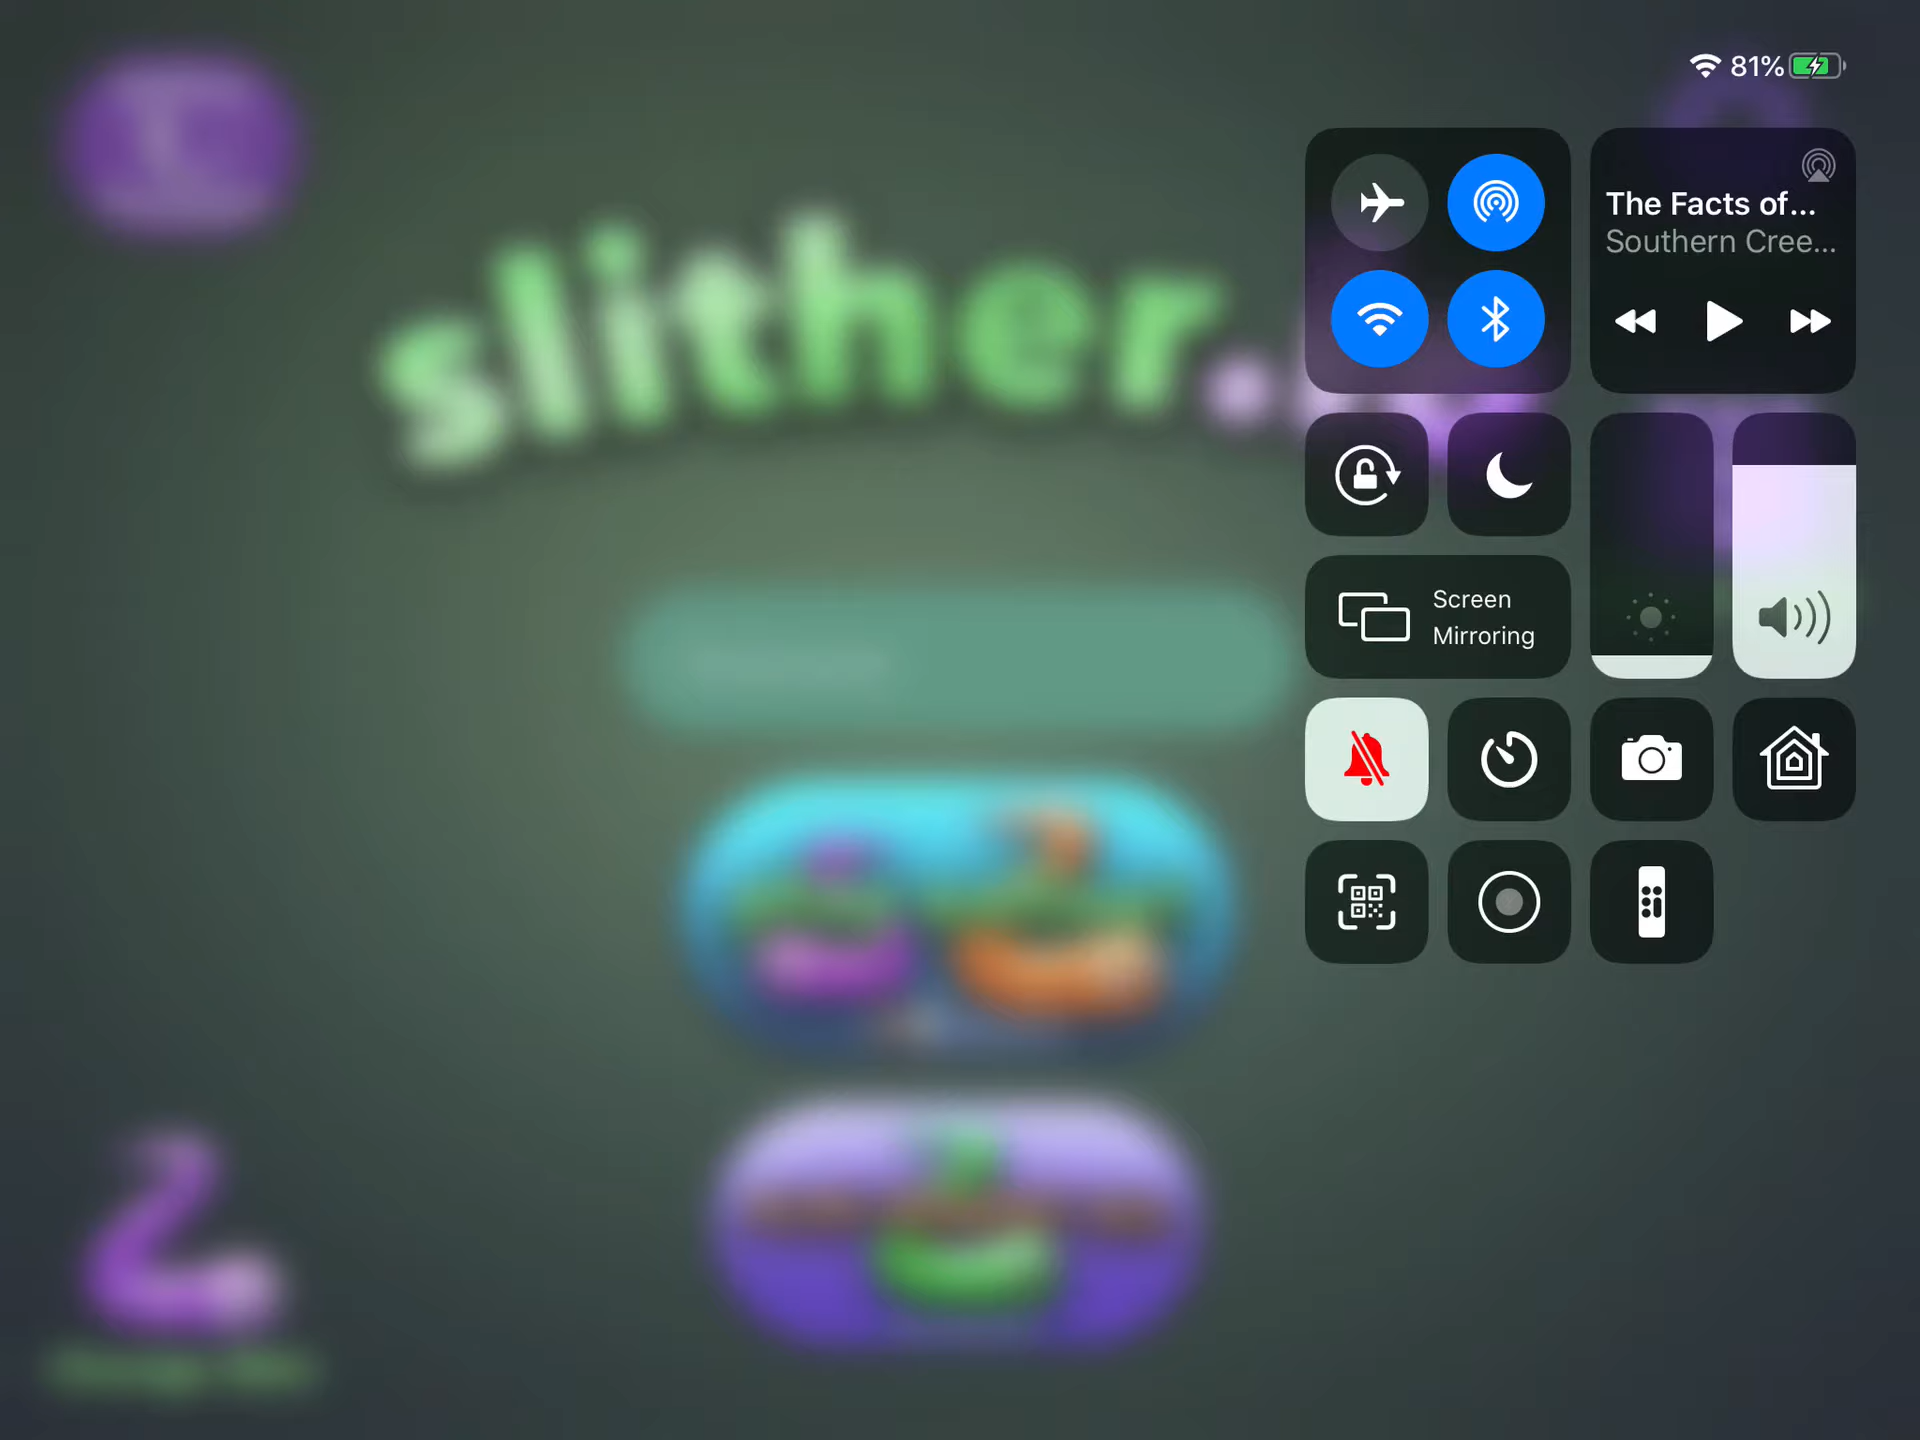 81%
slither.
The Facts of...
Southern Cree...
Screen
Mirroring